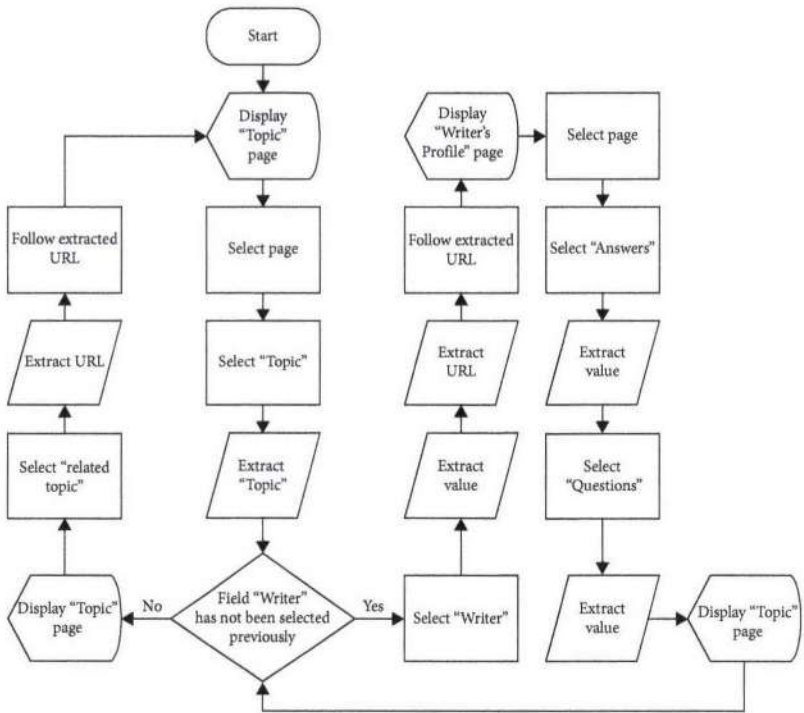 Start
Display
“Topic”
page
Select page
Select “Topic”
Extract
“Topic”
Field “Writer”
has not been selected
previously
No
Yes
Display “Topic”
page
Select “related
topic”
Extract URL
Follow extracted
URL
Select “Writer”
Extract
value
Extract
URL
Follow extracted
URL
Display
“Writer’s
Profile” page
Select page
Select “Answers”
Extract
value
Select
“Questions”
Extract
value
Display “Topic”
page